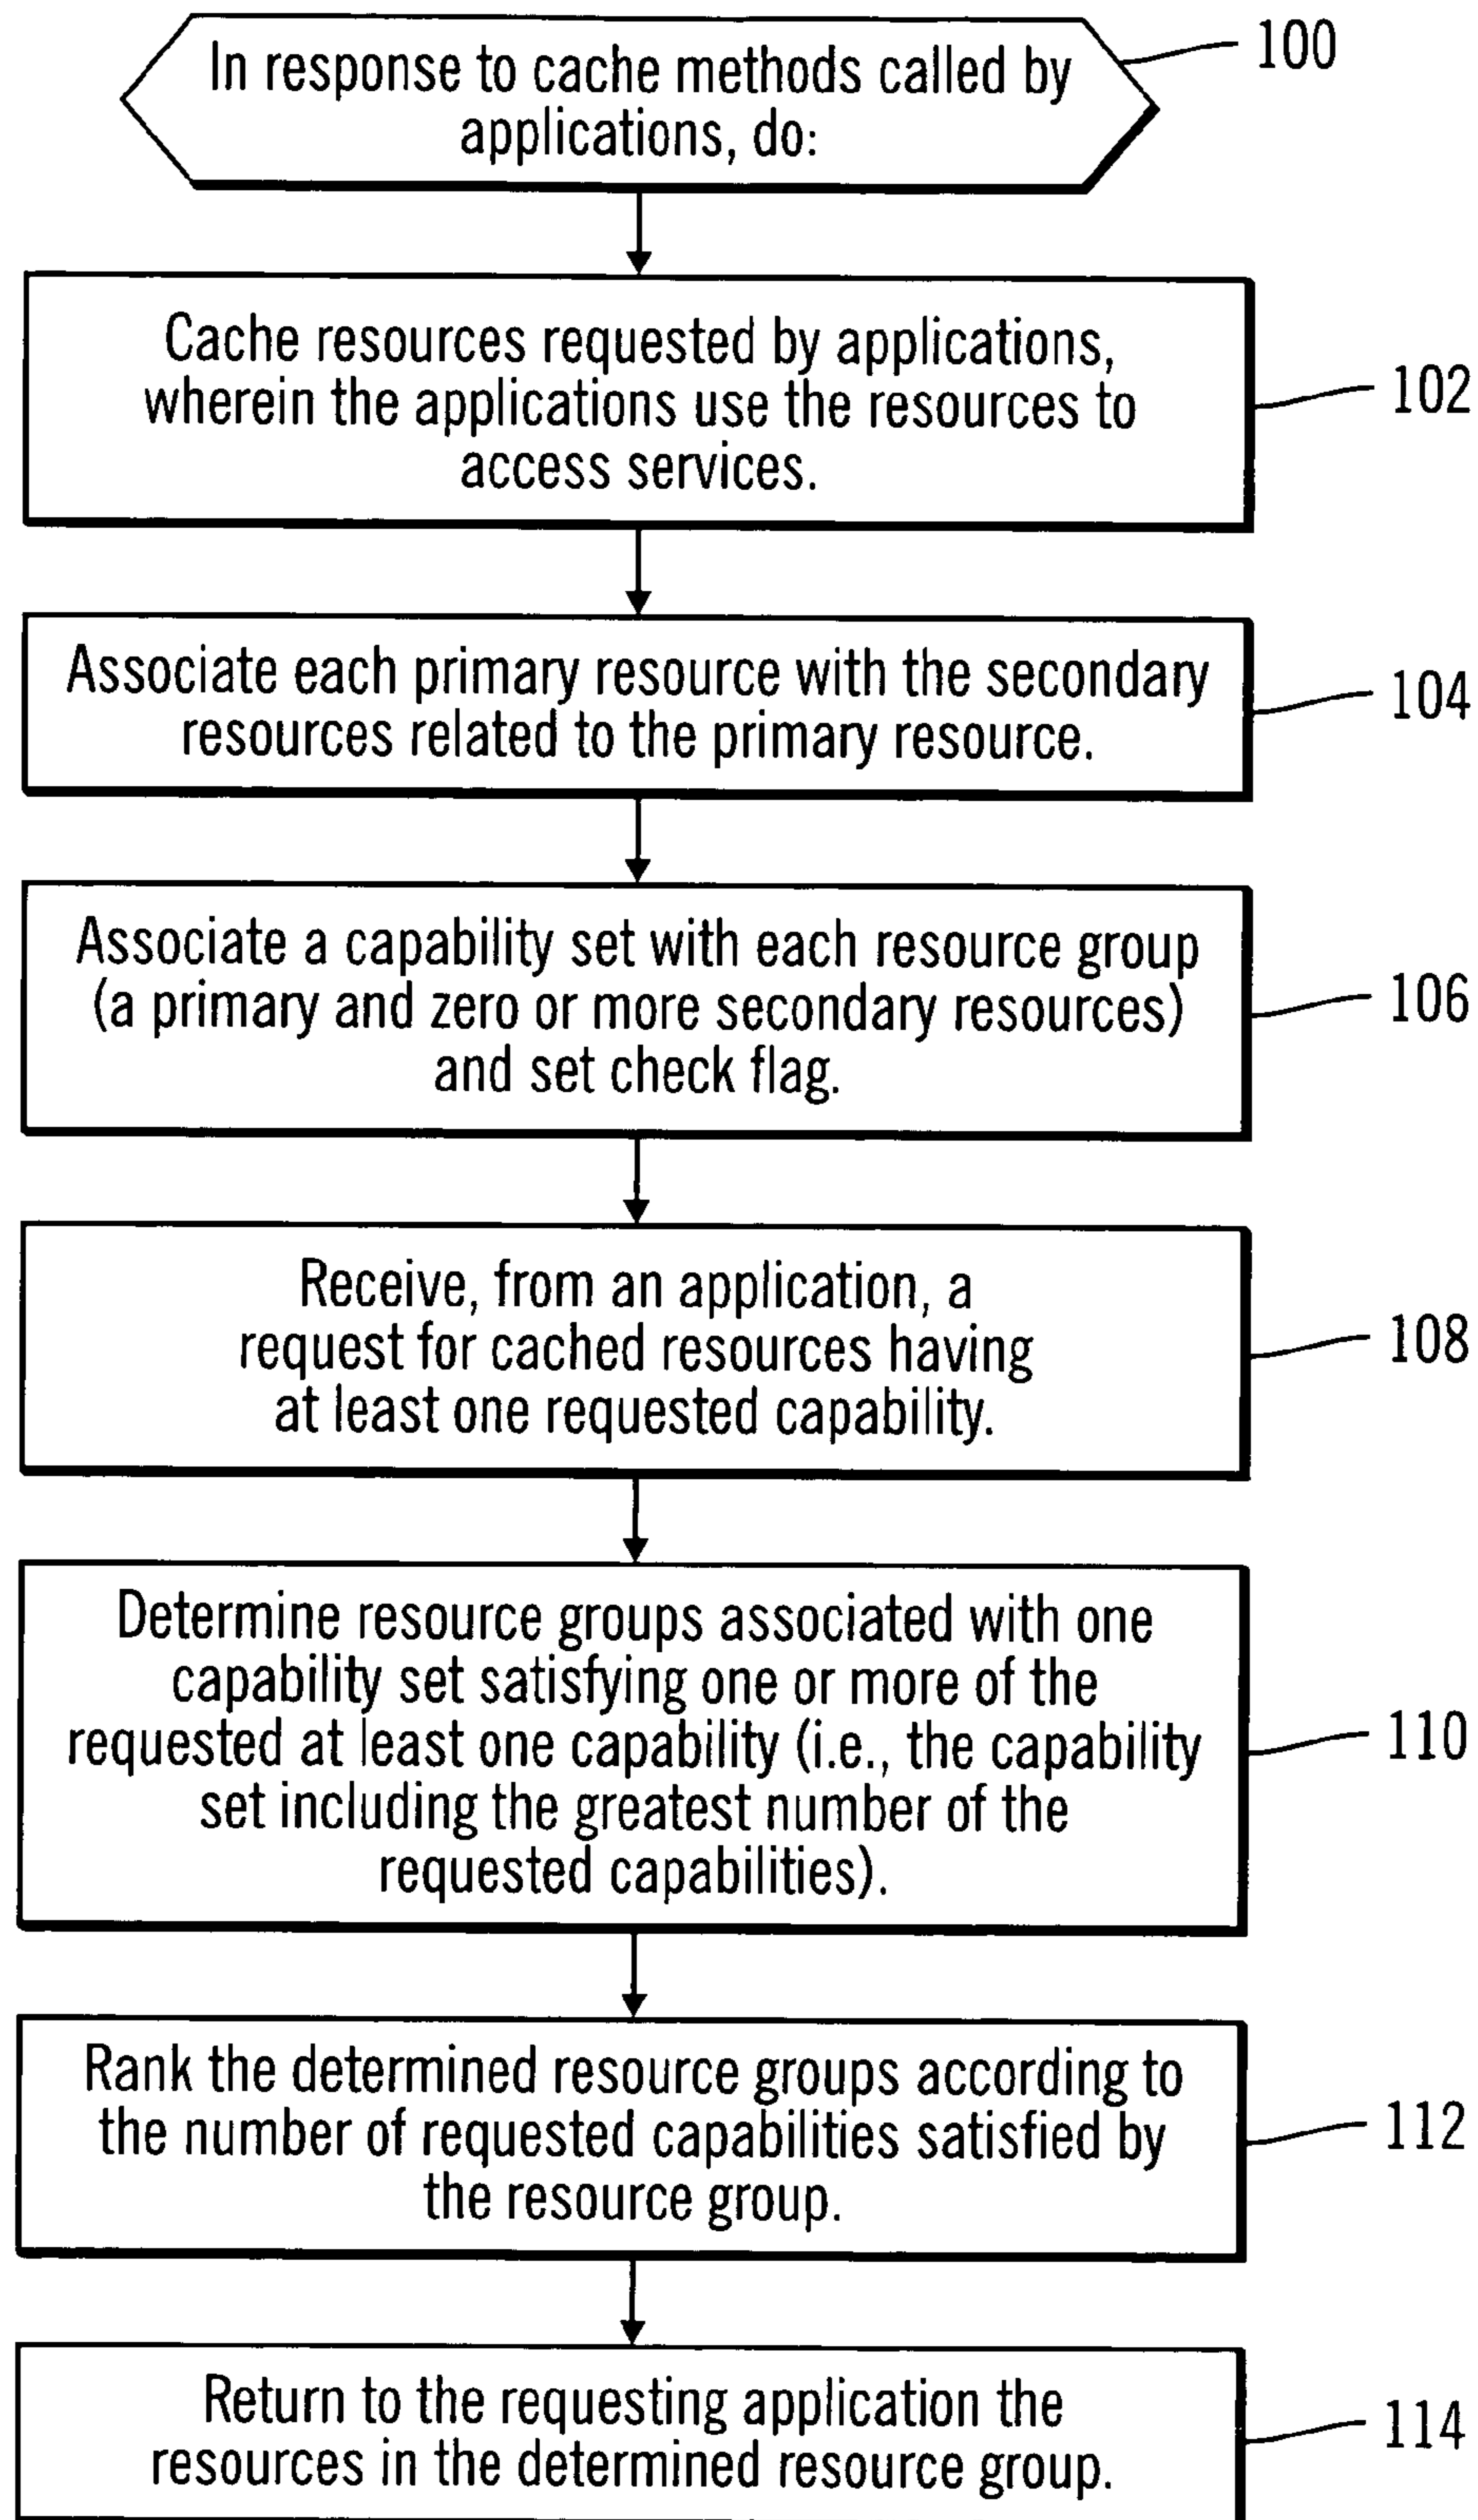 In response to cache methods called by
applications, do:
100
Cache resources requested by applications,
wherein the applications use the resources to
access services.
102
Associate each primary resource with the secondary
resources related to the primary resource.
104
Associate a capability set with each resource group
(a primary and zero or more secondary resources)
and set check flag.
106
Receive, from an application, a
request for cached resources having
at least one requested capability.
108
Determine resource groups associated with one
capability set satisfying one or more of the
requested at least one capability (i.e., the capability
set including the greatest number of the
requested capabilities).
110
Rank the determined resource groups according to
the number of requested capabilities satisfied by
the resource group.
112
Return to the requesting application the
resources in the determined resource group.
114